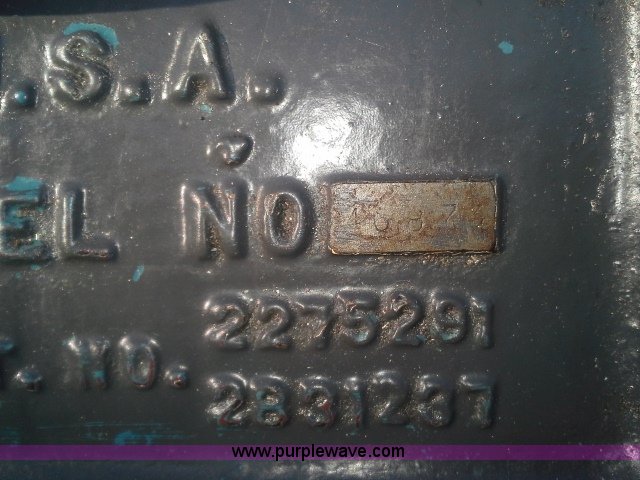 .S.A.
EL NO
2275291
T. NO.
2831237
www.purplewave.com